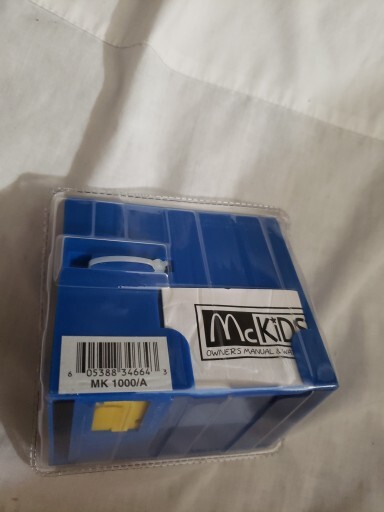 McKiDS
OWNERS MANUAL &
6 05388 34664 3
MK 1000/A